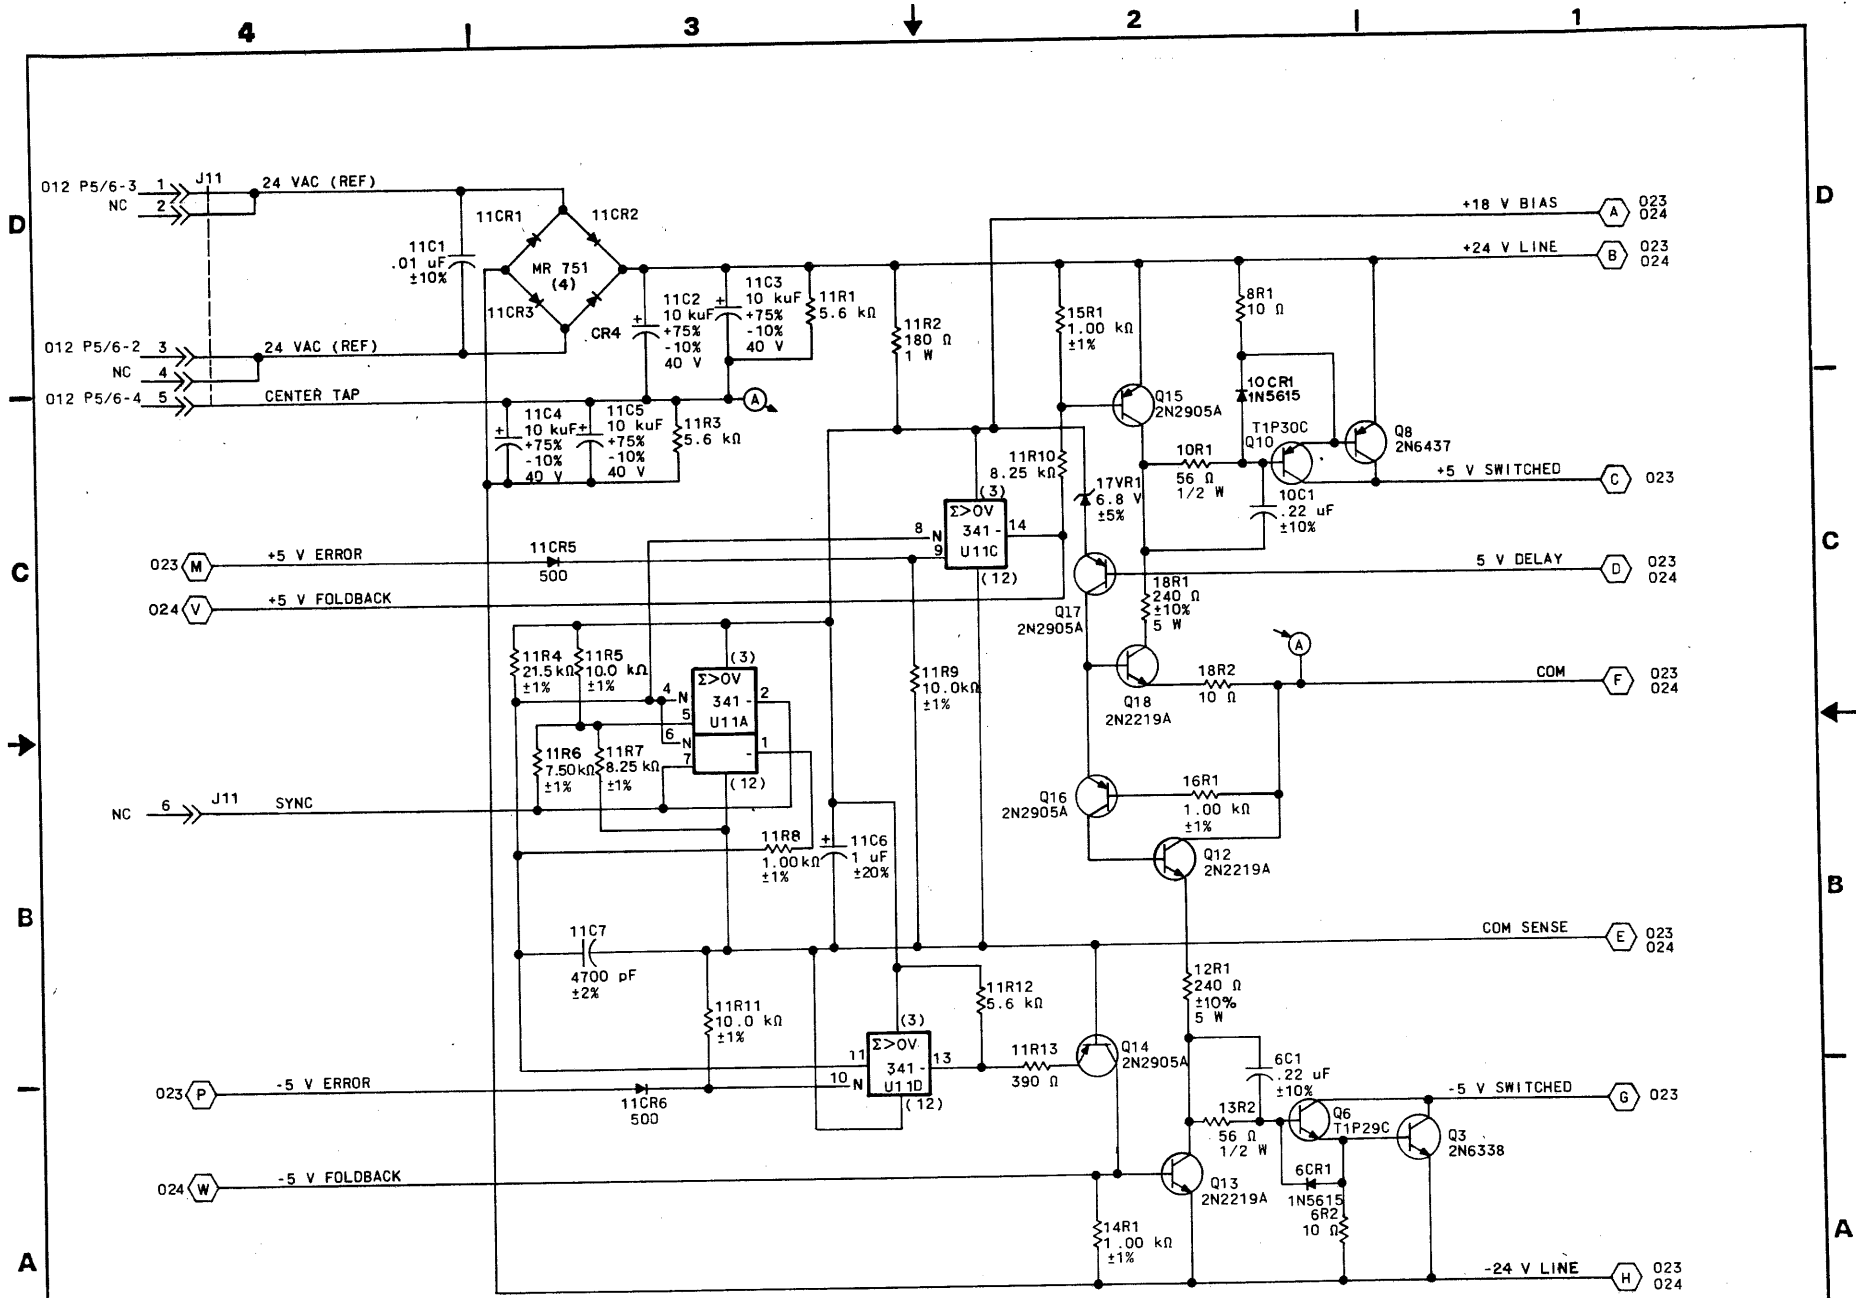 4 3 2 1
D
D
C
C
B
B
A
A
O12 P5/6-3 1
J11
24 VAC (REF)
NC 2
11C1
.01 uF
±10%
11CR1
11CR2
MR 751
(4)
11CR3
CR4
O12 P5/6-2 3
24 VAC (REF)
NC 4
O12 P5/6-4 5
CENTER TAP
11C2
10 kuF
+75%
-10%
40 V
11C3
10 kuF
+75%
-10%
40 V
11R1
5.6 kΩ
11C4
10 kuF
+75%
-10%
40 V
11C5
10 kuF
+75%
-10%
40 V
11R3
5.6 kΩ
A
11R2
180 Ω
1 W
15R1
1.00 kΩ
±1%
+18 V BIAS
A
023
024
+24 V LINE
B
023
024
8R1
10 Ω
10CR1
1N5615
Q15
2N2905A
T1P30C
Q10
Q8
2N6437
10R1
56 Ω
1/2 W
10C1
.22 uF
±10%
+5 V SWITCHED
C
023
11R10
8.25 kΩ
17VR1
6.8 V
±5%
(3)
Σ>0V
341 -
U11C
8 N
9
14
(12)
023 M
+5 V ERROR
11CR5
500
024 V
+5 V FOLDBACK
5 V DELAY
D
023
024
Q17
2N2905A
18R1
240 Ω
±10%
5 W
11R4
21.5 kΩ
±1%
11R5
10.0 kΩ
±1%
(3)
Σ>0V
341 -
U11A
4 N
5
6 N
7
2
1
-
(12)
11R9
10.0kΩ
±1%
Q18
2N2219A
18R2
10 Ω
A
COM
F
023
024
11R6
7.50kΩ
±1%
11R7
8.25 kΩ
±1%
NC 6
J11
SYNC
Q16
2N2905A
16R1
1.00 kΩ
±1%
11R8
1.00kΩ
±1%
11C6
1 uF
±20%
Q12
2N2219A
11C7
4700 pF
±2%
COM SENSE
E
023
024
11R11
10.0 kΩ
±1%
11R12
5.6 kΩ
12R1
240 Ω
±10%
5 W
(3)
Σ>0V
341 -
U11D
11
10 N
13
(12)
11R13
390 Ω
Q14
2N2905A
6C1
.22 uF
±10%
023 P
-5 V ERROR
11CR6
500
-5 V SWITCHED
G
023
13R2
56 Ω
1/2 W
Q6
T1P29C
Q3
2N6338
024 W
-5 V FOLDBACK
Q13
2N2219A
6CR1
1N5615
6R2
10 Ω
14R1
1.00 kΩ
±1%
-24 V LINE
H
023
024